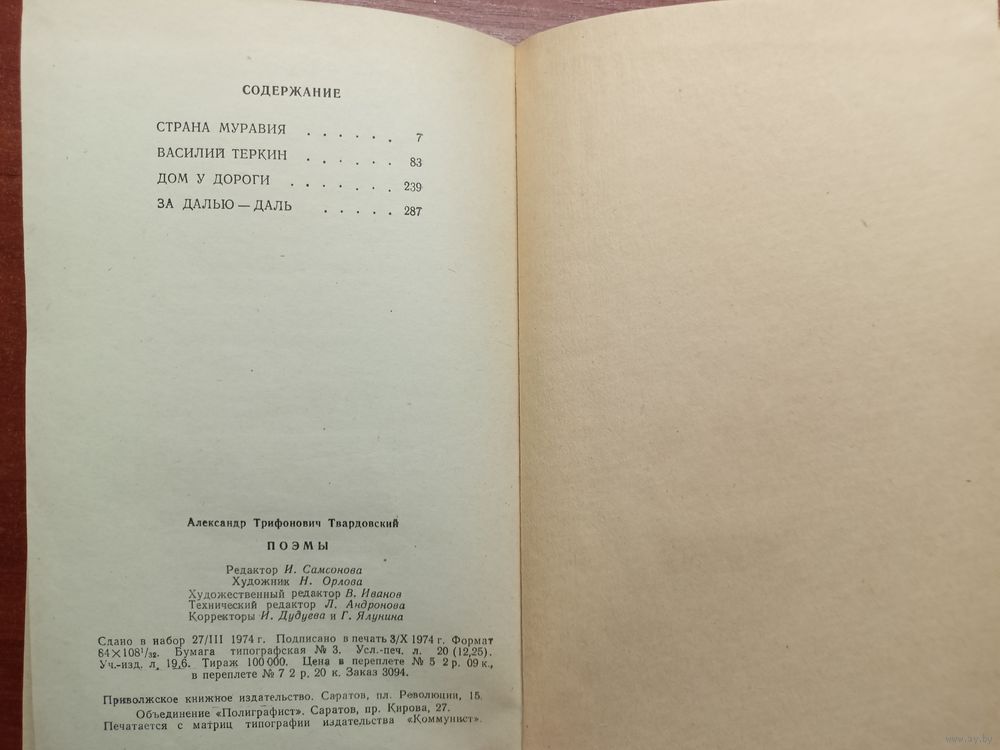 СОДЕРЖАНИЕ
СТРАНА МУРАВИЯ . . . . . . 7
ВАСИЛИЙ ТЕРКИН . . . . . . 83
ДОМ У ДОРОГИ . . . . . . . 239
ЗА ДАЛЬЮ — ДАЛЬ . . . . . 287
Александр Трифонович Твардовский
ПОЭМЫ
Редактор И. Самсонова
Художник Н. Орлова
Художественный редактор В. Иванов
Технический редактор Л. Андронова
Корректоры И. Дудуева и Г. Ялунина
Сдано в набор 27/III 1974 г. Подписано в печать 3/X 1974 г. Формат
84×108¹/₃₂. Бумага типографская № 3. Усл.-печ. л. 20 (12,25).
Уч.-изд. л. 19,6. Тираж 100 000. Цена в переплете № 5 2 р. 09 к.,
в переплете № 7 2 р. 20 к. Заказ 3094.
Приволжское книжное издательство. Саратов, пл. Революции, 15.
Объединение «Полиграфист». Саратов, пр. Кирова, 27.
Печатается с матриц типографии издательства «Коммунист».
www.ay.by